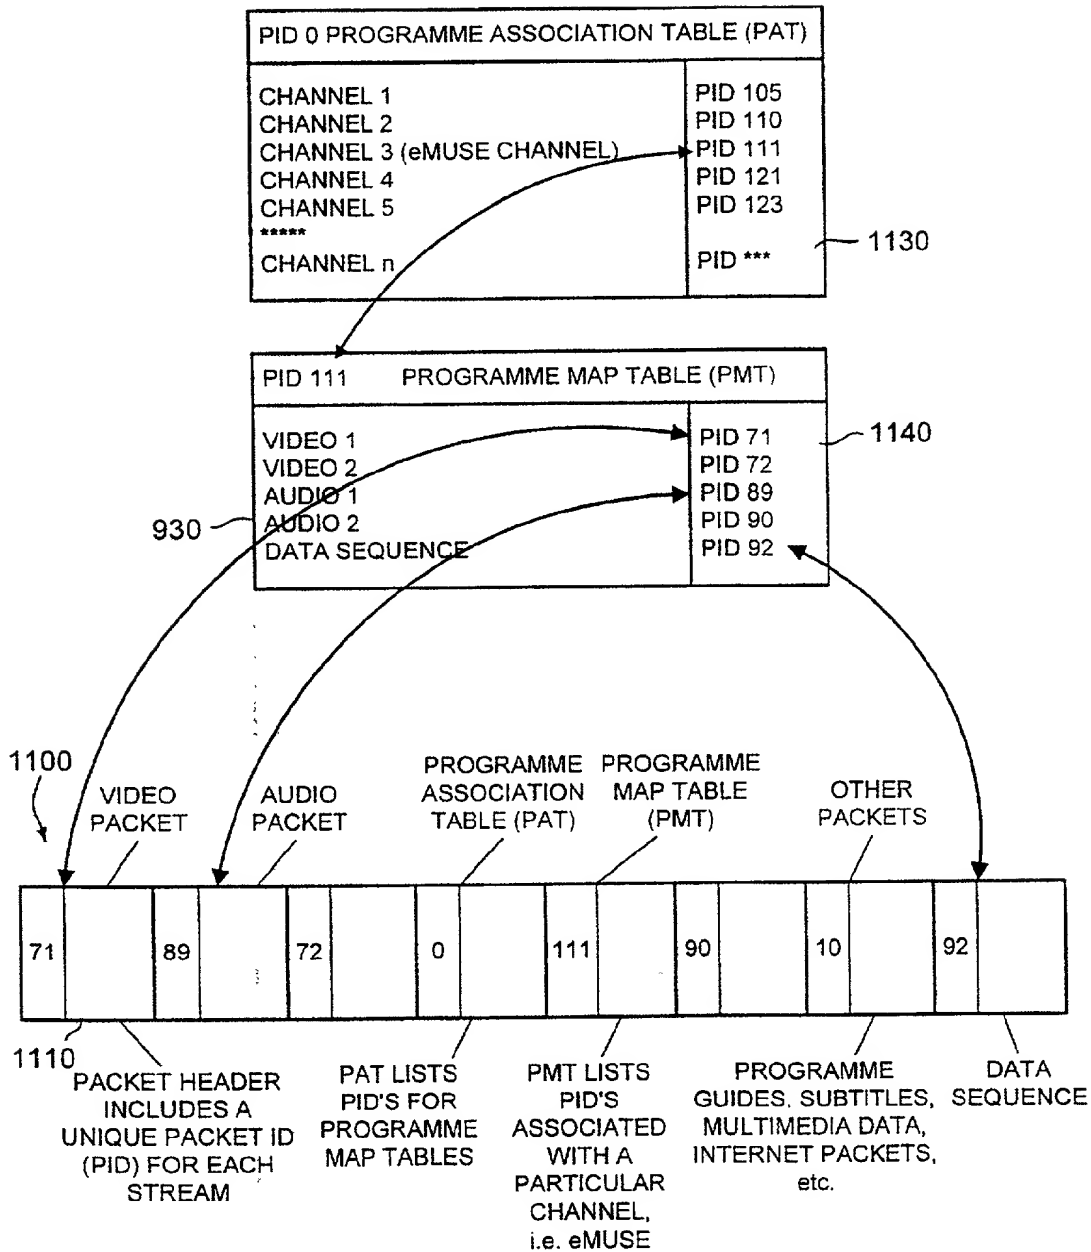 PID 0 PROGRAMME ASSOCIATION TABLE (PAT)
CHANNEL 1 PID 105
CHANNEL 2 PID 110
CHANNEL 3 (eMUSE CHANNEL) PID 111
CHANNEL 4 PID 121
CHANNEL 5 PID 123
*****
CHANNEL n PID ***
1130
PID 111 PROGRAMME MAP TABLE (PMT)
VIDEO 1 PID 71
VIDEO 2 PID 72
AUDIO 1 PID 89
AUDIO 2 PID 90
DATA SEQUENCE PID 92
1140
930
1100
VIDEO
PACKET
AUDIO
PACKET
PROGRAMME
ASSOCIATION
TABLE (PAT)
PROGRAMME
MAP TABLE
(PMT)
OTHER
PACKETS
71 89 72 0 111 90 10 92
1110
PACKET HEADER
INCLUDES A
UNIQUE PACKET ID
(PID) FOR EACH
STREAM
PAT LISTS
PID'S FOR
PROGRAMME
MAP TABLES
PMT LISTS
PID'S
ASSOCIATED
WITH A
PARTICULAR
CHANNEL,
i.e. eMUSE
PROGRAMME
GUIDES, SUBTITLES,
MULTIMEDIA DATA,
INTERNET PACKETS,
etc.
DATA
SEQUENCE